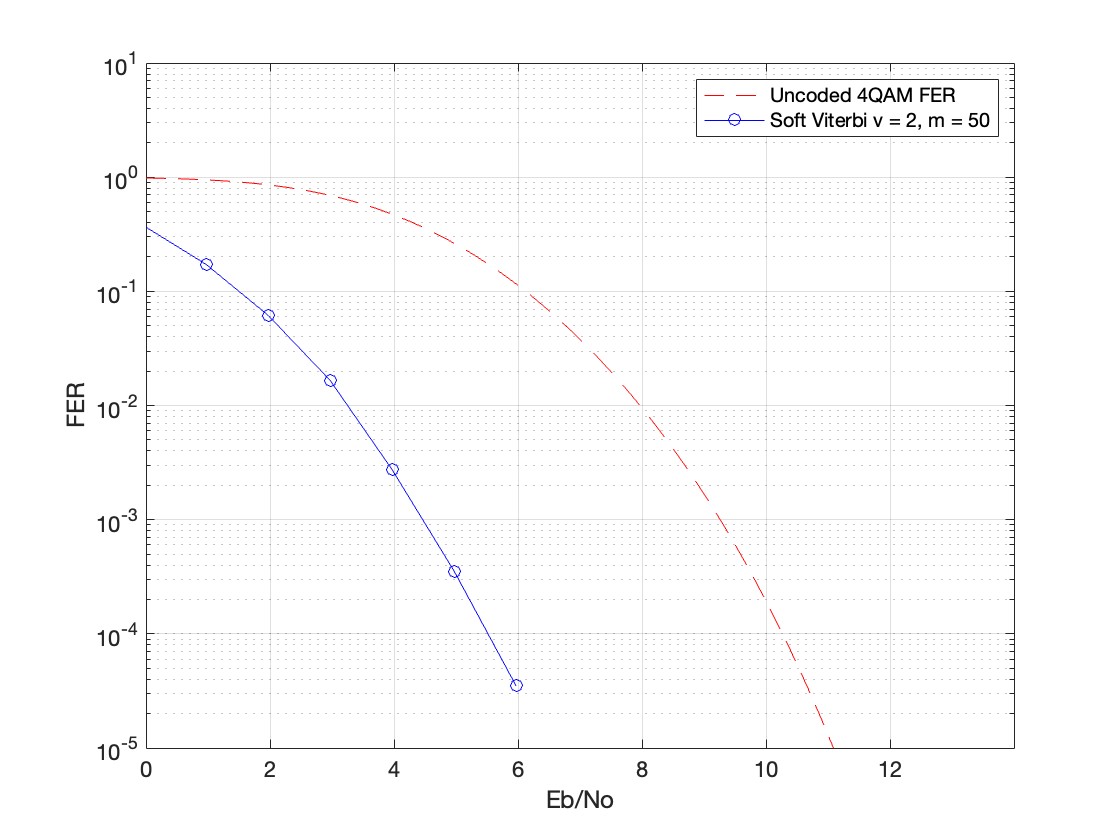 10^1
10^0
10^-1
10^-2
10^-3
10^-4
10^-5
FER
Uncoded 4QAM FER
Soft Viterbi v = 2, m = 50
0 2 4 6 8 10 12
Eb/No